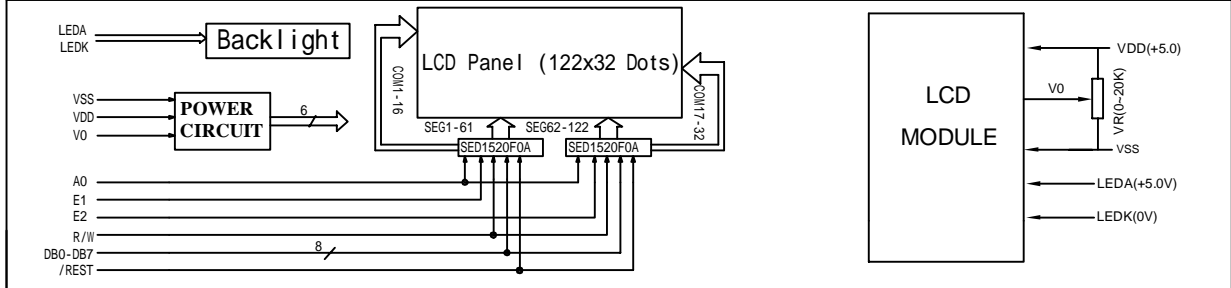 LEDA
LEDK
Backlight
LCD Panel (122x32 Dots)
COM1-16
COM17-32
VSS
VDD
V0
POWER
CIRCUIT
6
SEG1-61
SEG62-122
SED1520F0A
SED1520F0A
A0
E1
E2
R/W
DB0-DB7
8
/REST
LCD
MODULE
VDD(+5.0)
V0
VR(0~20K)
VSS
LEDA(+5.0V)
LEDK(0V)